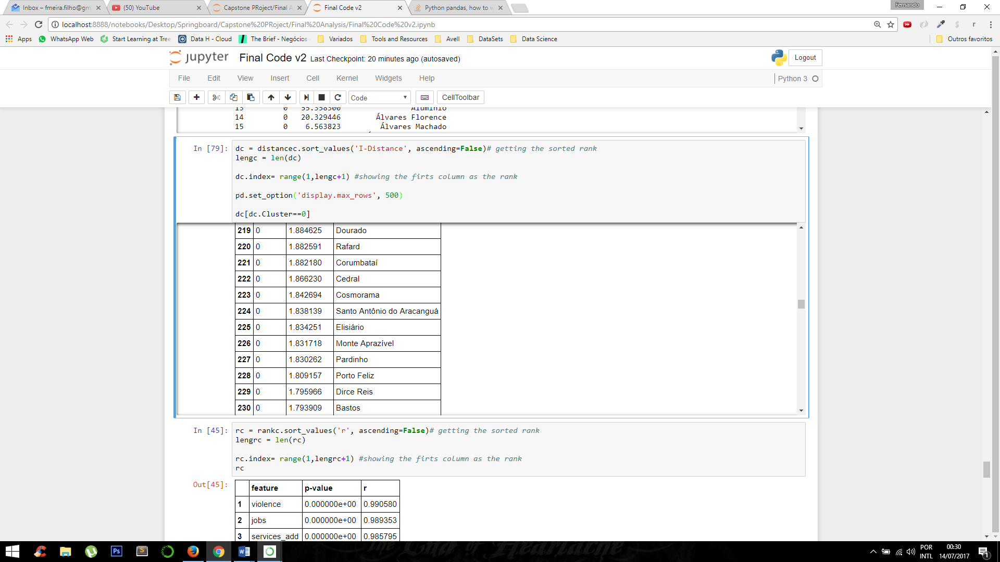 Inbox – fmeira.filho@gm
(50) YouTube
Capstone PRoject/Final A
Final Code v2
Python pandas, how to w
Fernando
localhost:8888/notebooks/Desktop/Springboard/Capstone%20PRoject/Final%20Analysis/Final%20Code%20v2.ipynb
Apps
WhatsApp Web
Start Learning at Tree
Data H - Cloud
The Brief - Negócios
Variados
Tools and Resources
Avell
DataSets
Data Science
Outros favoritos
jupyter Final Code v2 Last Checkpoint: 20 minutes ago (autosaved)
Logout
File Edit View Insert Cell Kernel Widgets Help
Python 3
Code
CellToolbar
13 0 55.358300 Alumínio
14 0 20.329446 Álvares Florence
15 0 6.563823 Álvares Machado
In [79]:
dc = distancec.sort_values('I-Distance', ascending=False)# getting the sorted rank
lengc = len(dc)
dc.index= range(1,lengc+1) #showing the firts column as the rank
pd.set_option('display.max_rows', 500)
dc[dc.Cluster==0]
219 0 1.884625 Dourado
220 0 1.882591 Rafard
221 0 1.882180 Corumbataí
222 0 1.866230 Cedral
223 0 1.842694 Cosmorama
224 0 1.838139 Santo Antônio do Aracanguá
225 0 1.834251 Elisiário
226 0 1.831718 Monte Aprazível
227 0 1.830262 Pardinho
228 0 1.809157 Porto Feliz
229 0 1.795966 Dirce Reis
230 0 1.793909 Bastos
In [45]:
rc = rankc.sort_values('r', ascending=False)# getting the sorted rank
lengrc = len(rc)
rc.index= range(1,lengrc+1) #showing the firts column as the rank
rc
Out[45]:
feature p-value r
1 violence 0.000000e+00 0.990580
2 jobs 0.000000e+00 0.989353
3 services_add 0.000000e+00 0.985795
Ps
S
The End of Heartache
POR
INTL
00:30
14/07/2017
1